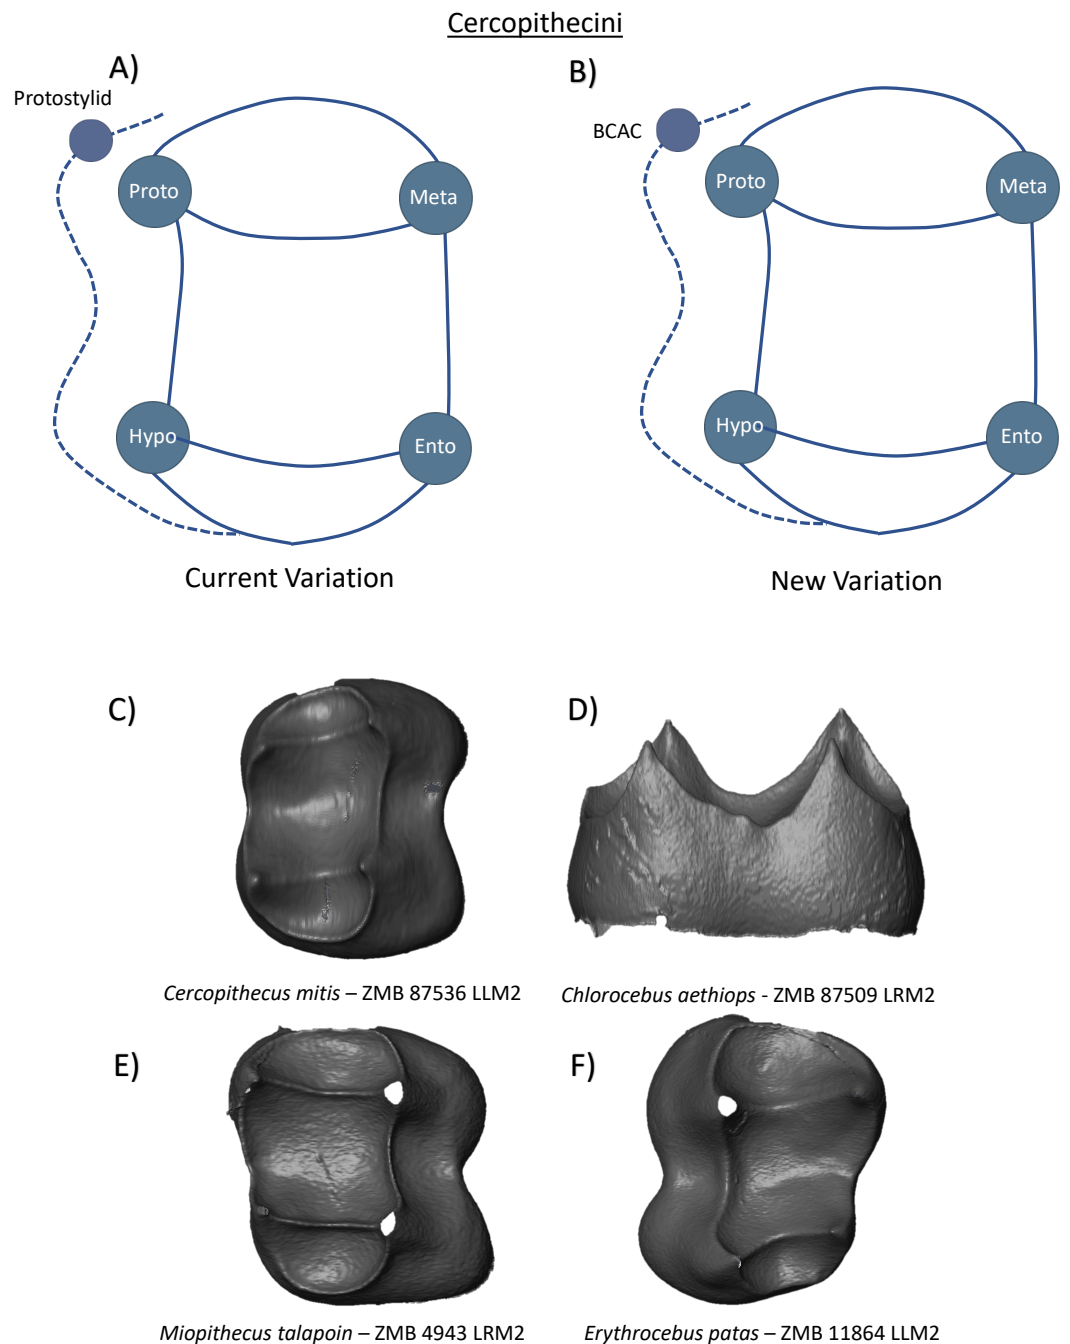 Cercopithecini
A)
B)
Protostylid
BCAC
Proto
Meta
Proto
Meta
Hypo
Ento
Hypo
Ento
Current Variation
New Variation
C)
D)
Cercopithecus mitis – ZMB 87536 LLM2
Chlorocebus aethiops - ZMB 87509 LRM2
E)
F)
Miopithecus talapoin – ZMB 4943 LRM2
Erythrocebus patas – ZMB 11864 LLM2